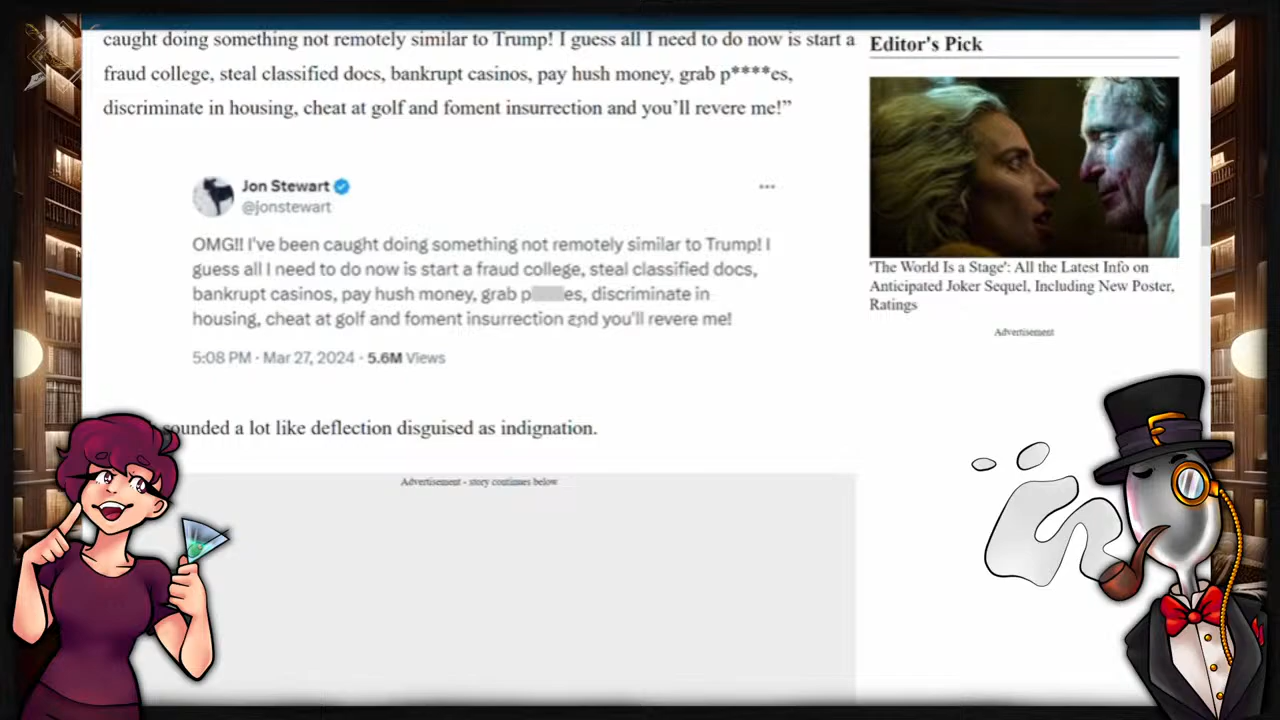 caught doing something not remotely similar to Trump! I guess all I need to do now is start a
fraud college, steal classified docs, bankrupt casinos, pay hush money, grab p****es,
discriminate in housing, cheat at golf and foment insurrection and you’ll revere me!”
Jon Stewart
@jonstewart
OMG!! I've been caught doing something not remotely similar to Trump! I
guess all I need to do now is start a fraud college, steal classified docs,
bankrupt casinos, pay hush money, grab p es, discriminate in
housing, cheat at golf and foment insurrection and you'll revere me!
5:08 PM · Mar 27, 2024 · 5.6M Views
sounded a lot like deflection disguised as indignation.
Advertisement - story continues below
Editor's Pick
'The World Is a Stage': All the Latest Info on
Anticipated Joker Sequel, Including New Poster,
Ratings
Advertisement